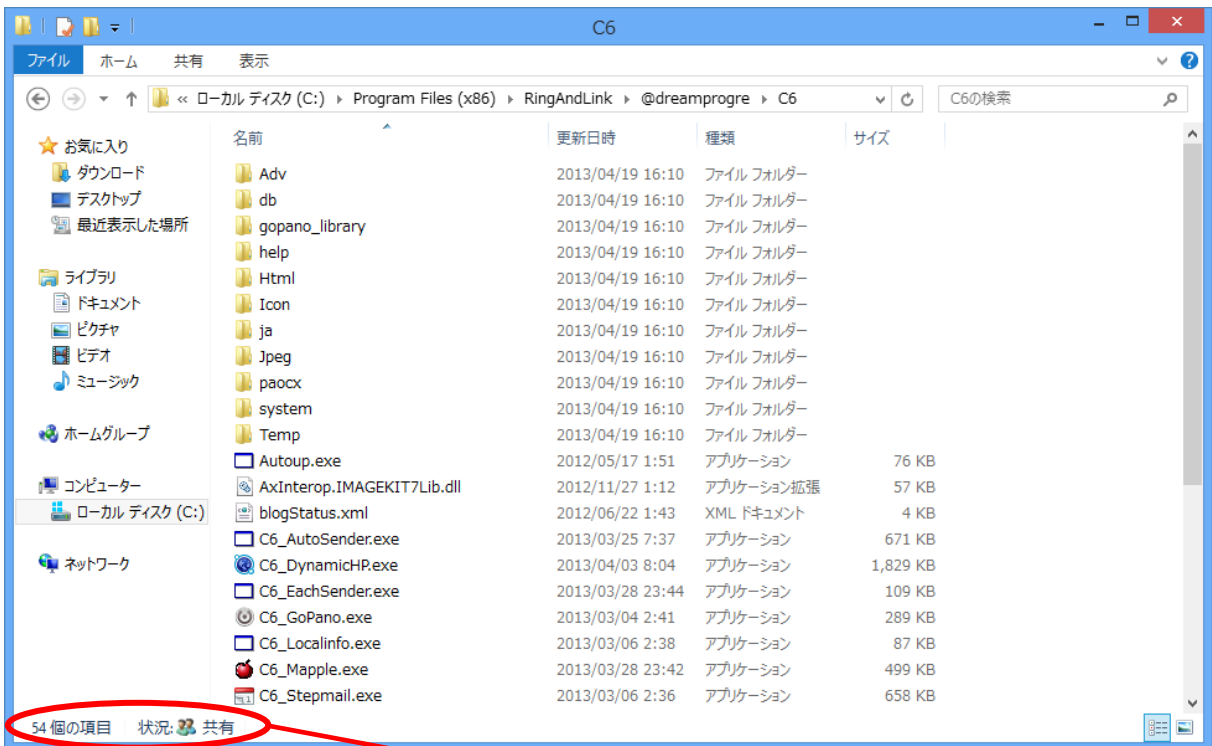 C6
ファイル ホーム 共有 表示
« ローカル ディスク (C:) Program Files (x86) RingAndLink @dreamprogre C6 C6の検索
お気に入り
ダウンロード
デスクトップ
最近表示した場所
ライブラリ
ドキュメント
ピクチャ
ビデオ
ミュージック
ホームグループ
コンピューター
ローカル ディスク (C:)
ネットワーク
名前 更新日時 種類 サイズ
Adv 2013/04/19 16:10 ファイル フォルダー
db 2013/04/19 16:10 ファイル フォルダー
gopano_library 2013/04/19 16:10 ファイル フォルダー
help 2013/04/19 16:10 ファイル フォルダー
Html 2013/04/19 16:10 ファイル フォルダー
Icon 2013/04/19 16:10 ファイル フォルダー
ja 2013/04/19 16:10 ファイル フォルダー
Jpeg 2013/04/19 16:10 ファイル フォルダー
paocx 2013/04/19 16:10 ファイル フォルダー
system 2013/04/19 16:10 ファイル フォルダー
Temp 2013/04/19 16:10 ファイル フォルダー
Autoup.exe 2012/05/17 1:51 アプリケーション 76 KB
AxInterop.IMAGEKIT7Lib.dll 2012/11/27 1:12 アプリケーション拡張 57 KB
blogStatus.xml 2012/06/22 1:43 XML ドキュメント 4 KB
C6_AutoSender.exe 2013/03/25 7:37 アプリケーション 671 KB
C6_DynamicHP.exe 2013/04/03 8:04 アプリケーション 1,829 KB
C6_EachSender.exe 2013/03/28 23:44 アプリケーション 109 KB
C6_GoPano.exe 2013/03/04 2:41 アプリケーション 289 KB
C6_Localinfo.exe 2013/03/06 2:38 アプリケーション 87 KB
C6_Mapple.exe 2013/03/28 23:42 アプリケーション 499 KB
C6_Stepmail.exe 2013/03/06 2:36 アプリケーション 658 KB
54 個の項目 状況: 共有